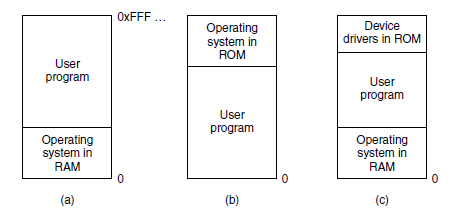 0xFFF ...
User
program
Operating
system in
RAM
0
(a)
Operating
system in
ROM
User
program
0
(b)
Device
drivers in ROM
User
program
Operating
system in
RAM
0
(c)